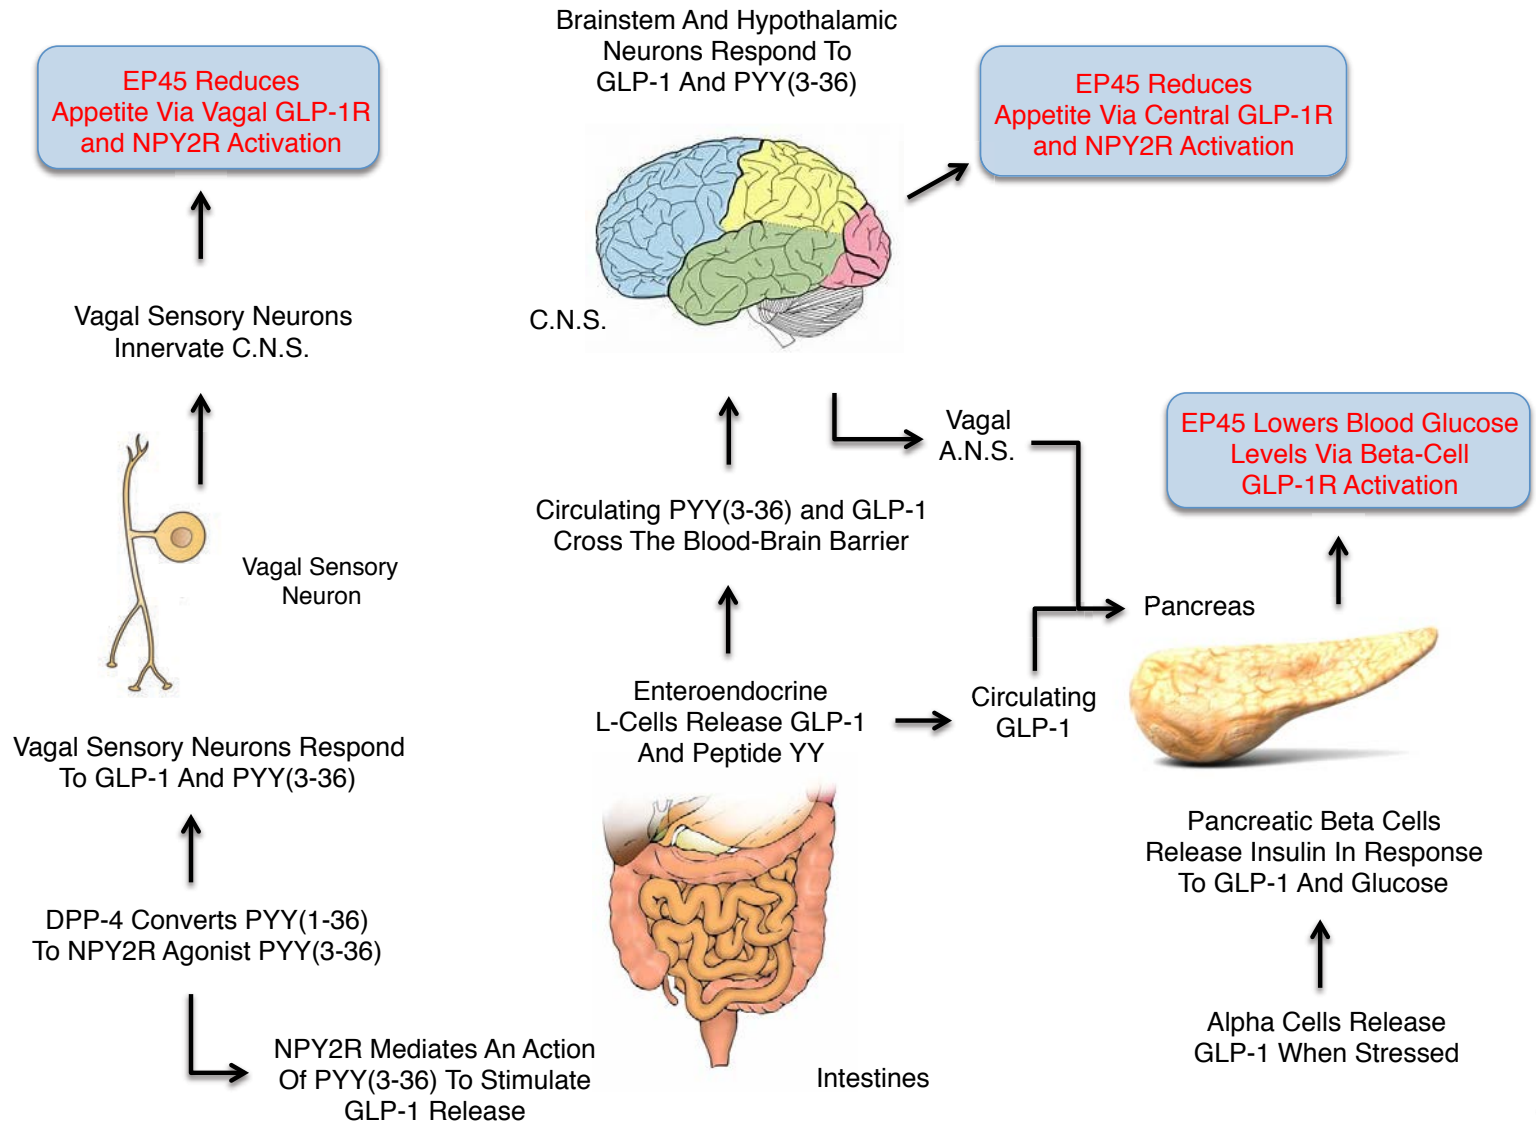 Brainstem And Hypothalamic
Neurons Respond To
GLP-1 And PYY(3-36)
EP45 Reduces
Appetite Via Vagal GLP-1R
and NPY2R Activation
EP45 Reduces
Appetite Via Central GLP-1R
and NPY2R Activation
Vagal Sensory Neurons
Innervate C.N.S.
C.N.S.
Vagal
A.N.S.
EP45 Lowers Blood Glucose
Levels Via Beta-Cell
GLP-1R Activation
Circulating PYY(3-36) and GLP-1
Cross The Blood-Brain Barrier
Vagal Sensory
Neuron
Pancreas
Enteroendocrine
L-Cells Release GLP-1
And Peptide YY
Circulating
GLP-1
Vagal Sensory Neurons Respond
To GLP-1 And PYY(3-36)
Pancreatic Beta Cells
Release Insulin In Response
To GLP-1 And Glucose
DPP-4 Converts PYY(1-36)
To NPY2R Agonist PYY(3-36)
Alpha Cells Release
GLP-1 When Stressed
NPY2R Mediates An Action
Of PYY(3-36) To Stimulate
GLP-1 Release
Intestines